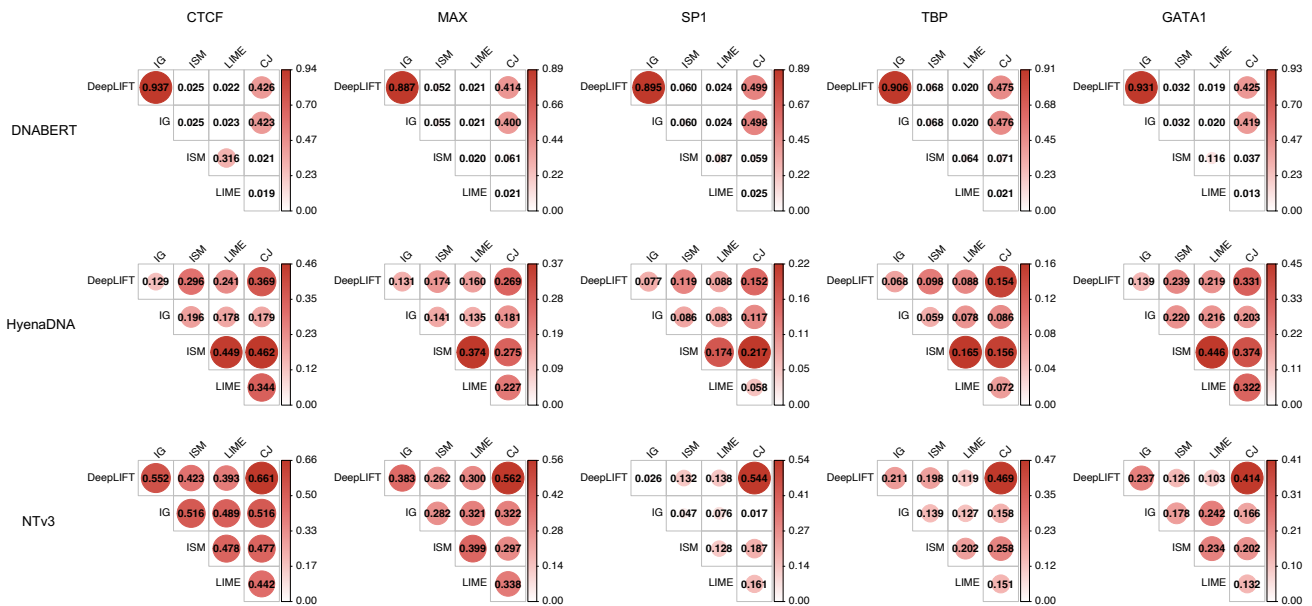 CTCF MAX SP1 TBP GATA1
DNABERT
IG ISM LIME CJ
DeepLIFT 0.937 0.025 0.022 0.426
IG 0.025 0.023 0.423
ISM 0.316 0.021
LIME 0.019
0.94
0.70
0.47
0.23
0.00
IG ISM LIME CJ
DeepLIFT 0.887 0.052 0.021 0.414
IG 0.055 0.021 0.400
ISM 0.020 0.061
LIME 0.021
0.89
0.66
0.44
0.22
0.00
IG ISM LIME CJ
DeepLIFT 0.895 0.060 0.024 0.499
IG 0.060 0.024 0.498
ISM 0.087 0.059
LIME 0.025
0.89
0.67
0.45
0.22
0.00
IG ISM LIME CJ
DeepLIFT 0.906 0.068 0.020 0.475
IG 0.068 0.020 0.476
ISM 0.064 0.071
LIME 0.021
0.91
0.68
0.45
0.23
0.00
IG ISM LIME CJ
DeepLIFT 0.931 0.032 0.019 0.425
IG 0.032 0.020 0.419
ISM 0.116 0.037
LIME 0.013
0.93
0.70
0.47
0.23
0.00
HyenaDNA
IG ISM LIME CJ
DeepLIFT 0.129 0.296 0.241 0.369
IG 0.196 0.178 0.179
ISM 0.449 0.462
LIME 0.344
0.46
0.35
0.23
0.12
0.00
IG ISM LIME CJ
DeepLIFT 0.131 0.174 0.160 0.269
IG 0.141 0.135 0.181
ISM 0.374 0.275
LIME 0.227
0.37
0.28
0.19
0.09
0.00
IG ISM LIME CJ
DeepLIFT 0.077 0.119 0.088 0.152
IG 0.086 0.083 0.117
ISM 0.174 0.217
LIME 0.058
0.22
0.16
0.11
0.05
0.00
IG ISM LIME CJ
DeepLIFT 0.068 0.098 0.088 0.154
IG 0.059 0.078 0.086
ISM 0.165 0.156
LIME 0.072
0.16
0.12
0.08
0.04
0.00
IG ISM LIME CJ
DeepLIFT 0.139 0.239 0.219 0.331
IG 0.220 0.216 0.203
ISM 0.446 0.374
LIME 0.322
0.45
0.33
0.22
0.11
0.00
NTv3
IG ISM LIME CJ
DeepLIFT 0.552 0.423 0.393 0.661
IG 0.516 0.489 0.516
ISM 0.478 0.477
LIME 0.442
0.66
0.50
0.33
0.17
0.00
IG ISM LIME CJ
DeepLIFT 0.383 0.262 0.300 0.562
IG 0.282 0.321 0.322
ISM 0.399 0.297
LIME 0.338
0.56
0.42
0.28
0.14
0.00
IG ISM LIME CJ
DeepLIFT 0.026 0.132 0.138 0.544
IG 0.047 0.076 0.017
ISM 0.128 0.187
LIME 0.161
0.54
0.41
0.27
0.14
0.00
IG ISM LIME CJ
DeepLIFT 0.211 0.198 0.119 0.469
IG 0.139 0.127 0.158
ISM 0.202 0.258
LIME 0.151
0.47
0.35
0.23
0.12
0.00
IG ISM LIME CJ
DeepLIFT 0.237 0.126 0.103 0.414
IG 0.178 0.242 0.166
ISM 0.234 0.202
LIME 0.132
0.41
0.31
0.21
0.10
0.00